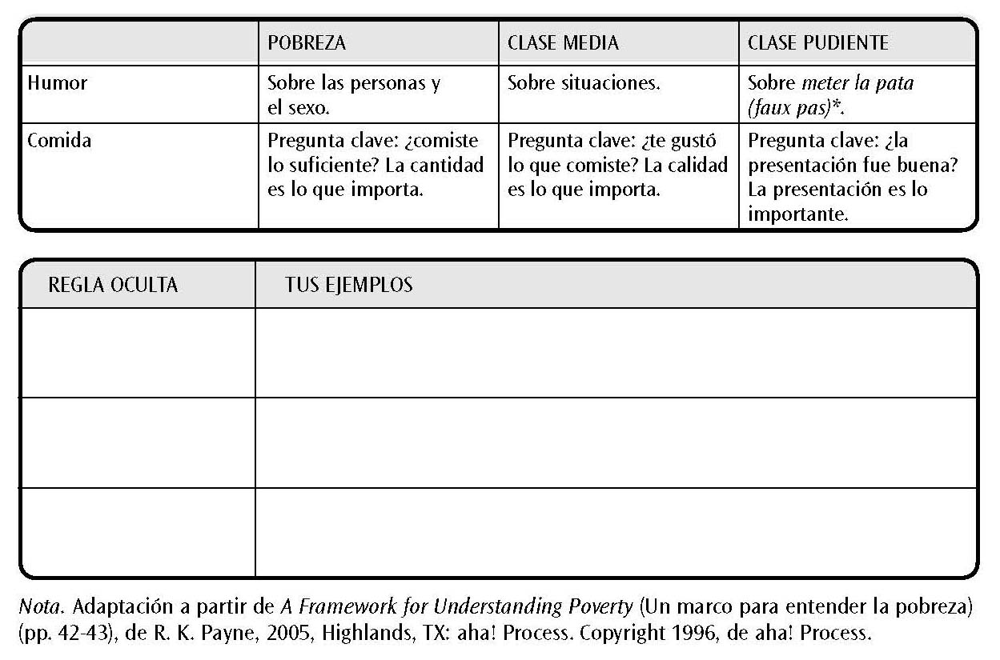 POBREZA CLASE MEDIA CLASE PUDIENTE
Humor Sobre las personas y Sobre situaciones. Sobre meter la pata
el sexo. (faux pas)*.
Comida Pregunta clave: ¿comiste Pregunta clave: ¿te gustó Pregunta clave: ¿la
lo suficiente? La cantidad lo que comiste? La calidad presentación fue buena?
es lo que importa. es lo que importa. La presentación es lo
importante.
REGLA OCULTA TUS EJEMPLOS
Nota. Adaptación a partir de A Framework for Understanding Poverty (Un marco para entender la pobreza)
(pp. 42-43), de R. K. Payne, 2005, Highlands, TX: aha! Process. Copyright 1996, de aha! Process.